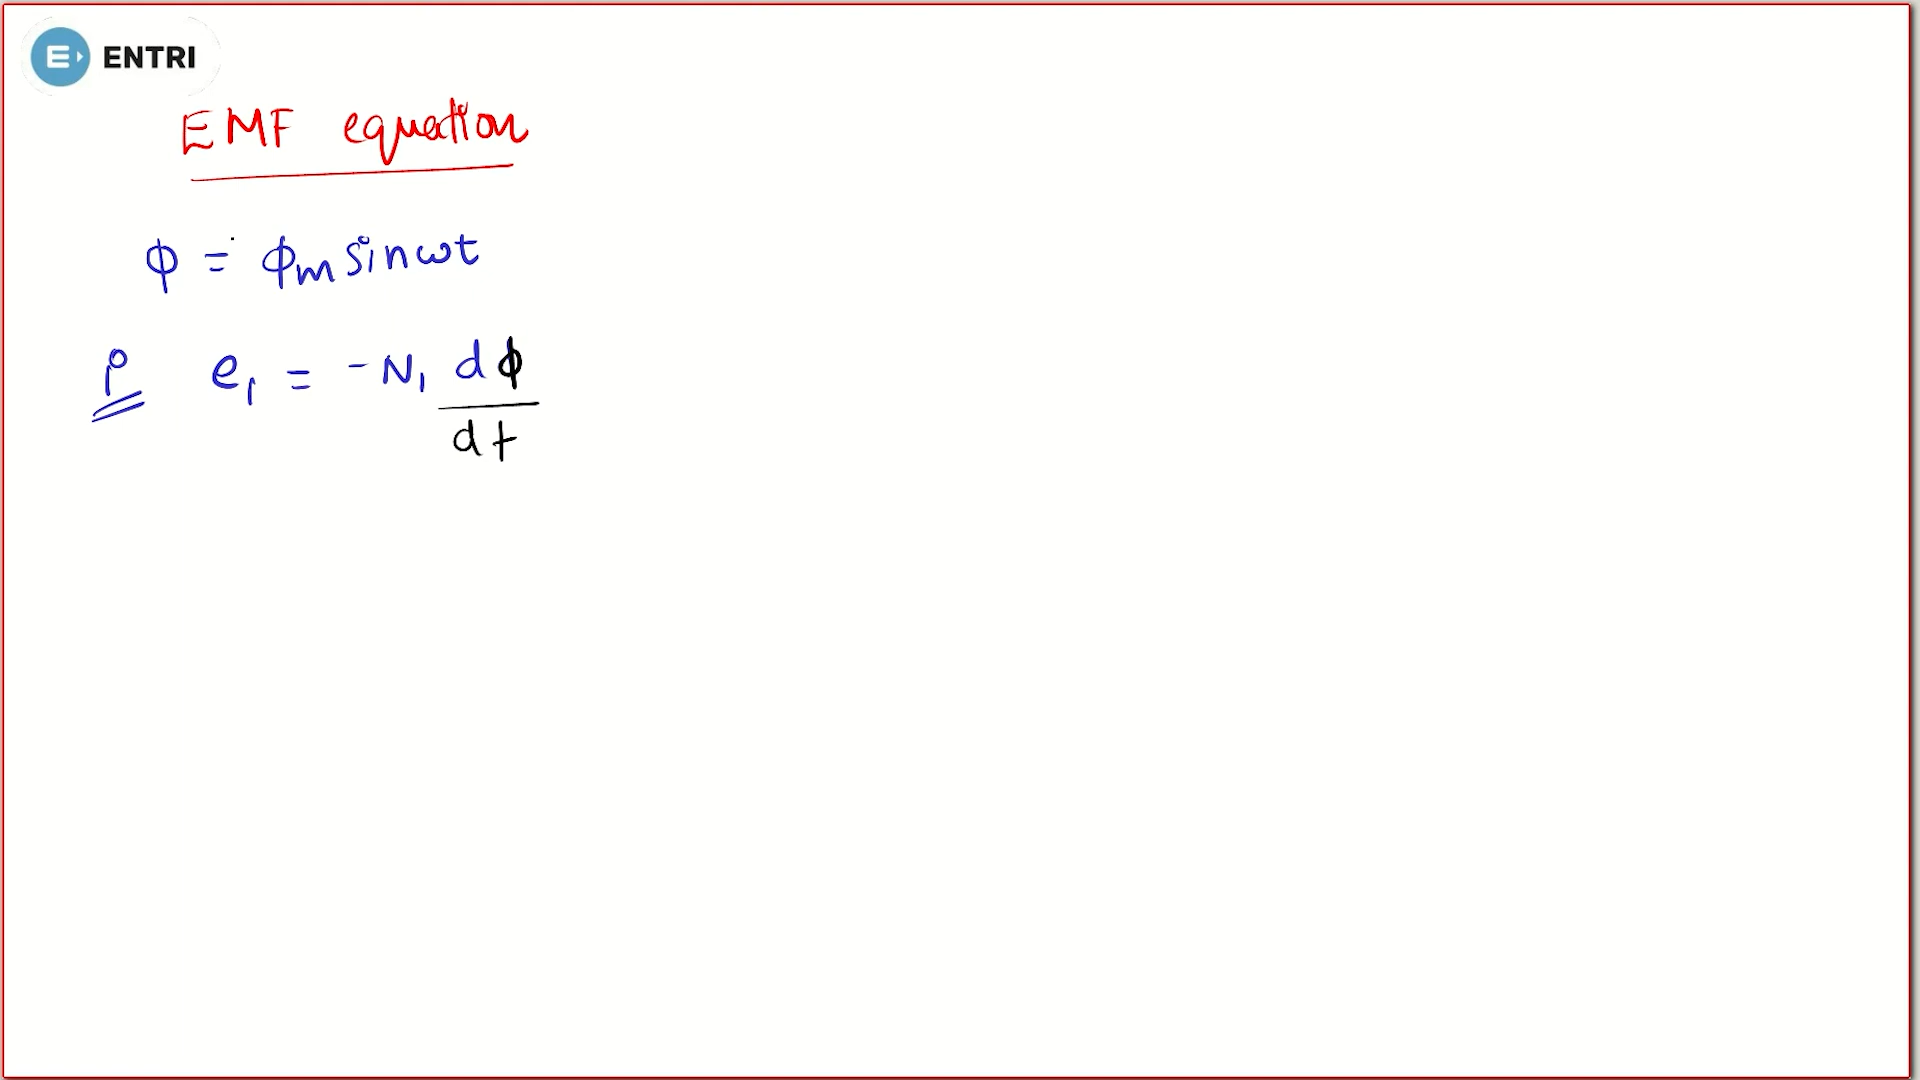 ENTRI
EMF equation
ϕ = ϕm sinωt
P e₁ = -N₁ dϕ
dt